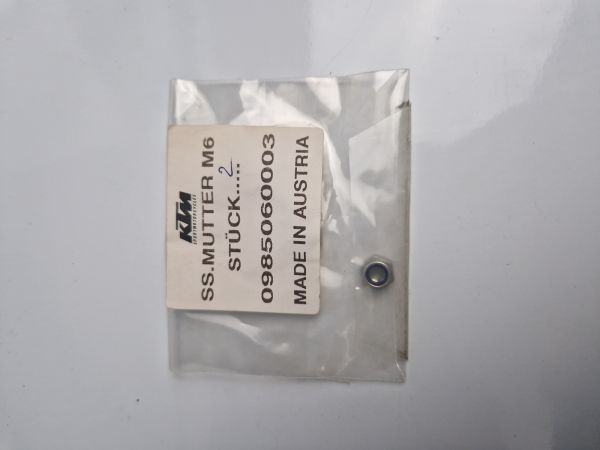 KTM
SS.MUTTER M6
STÜCK..2...
0985060003
MADE IN AUSTRIA